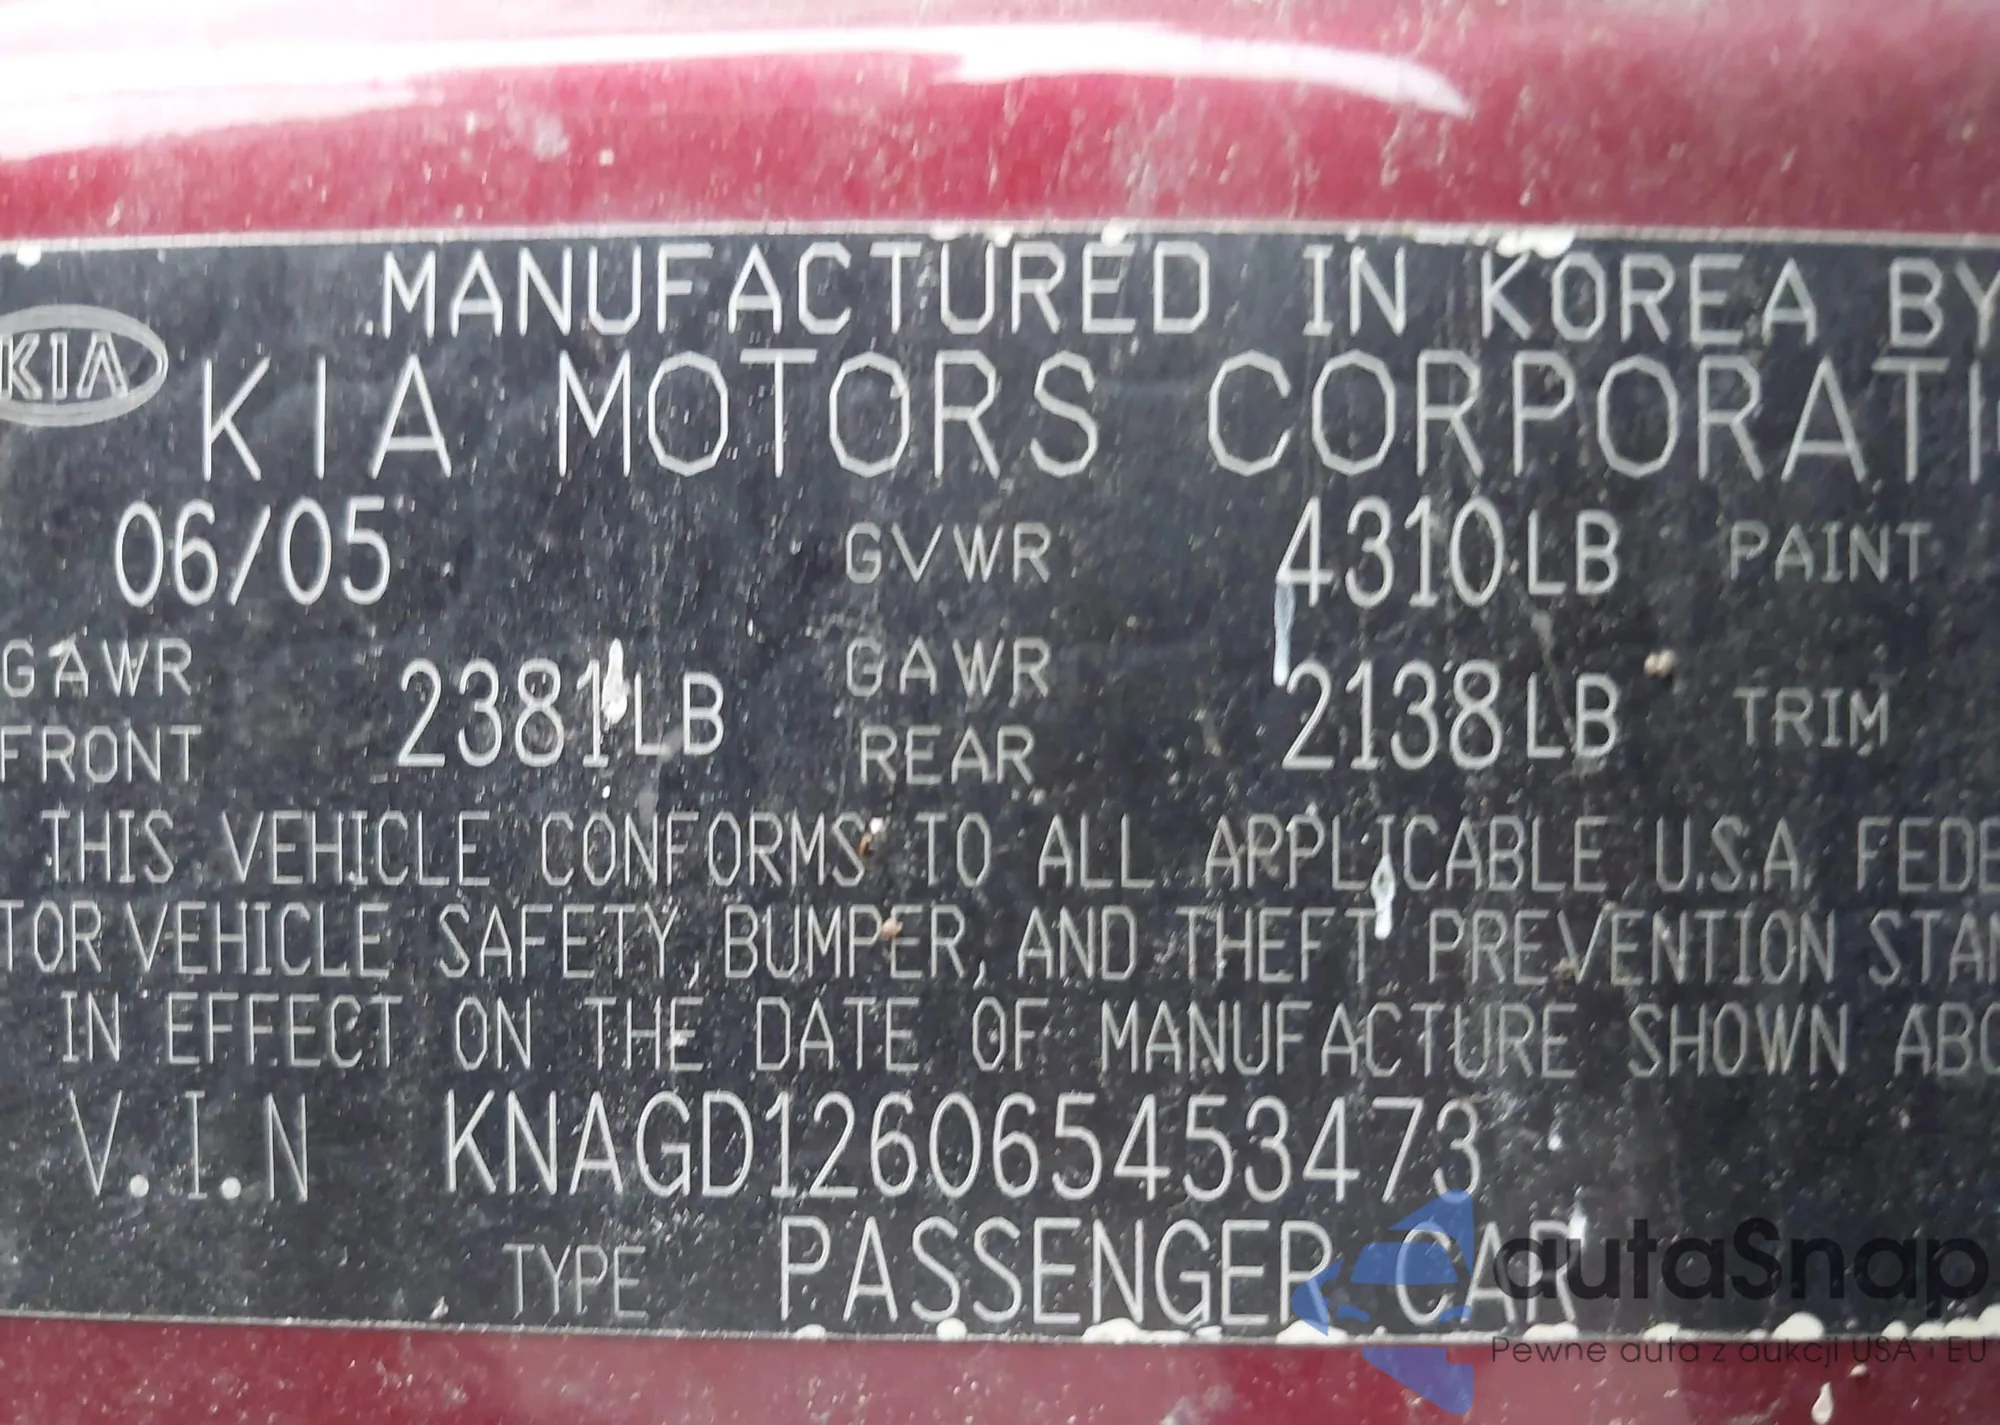 MANUFACTURED IN KOREA BY
KIA KIA MOTORS CORPORATI
06/05 GVWR 4310LB PAINT
GAWR FRONT 2381LB GAWR REAR 2138LB TRIM
THIS VEHICLE CONFORMS TO ALL APPLICABLE U.S.A. FEDE
TOR VEHICLE SAFETY, BUMPER, AND THEFT PREVENTION STAN
IN EFFECT ON THE DATE OF MANUFACTURE SHOWN ABO
V.I.N KNAGD126065453473
TYPE PASSENGER CAR
autaSnap
Pewne auta z aukcji USA i EU